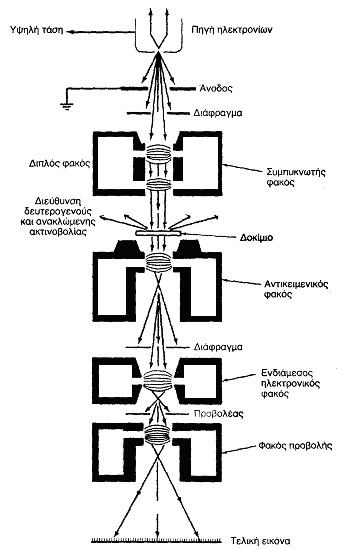 Υψηλή τάση
Πηγή ηλεκτρονίων
Άνοδος
Διάφραγμα
Διπλός φακός
Συμπυκνωτής
φακός
Διεύθυνση
δευτερογενούς
και ανακλώμενης
ακτινοβολίας
Δοκίμιο
Αντικειμενικός
φακός
Διάφραγμα
Ενδιάμεσος
ηλεκτρονικός
φακός
Προβολέας
Φακός προβολής
Τελική εικόνα